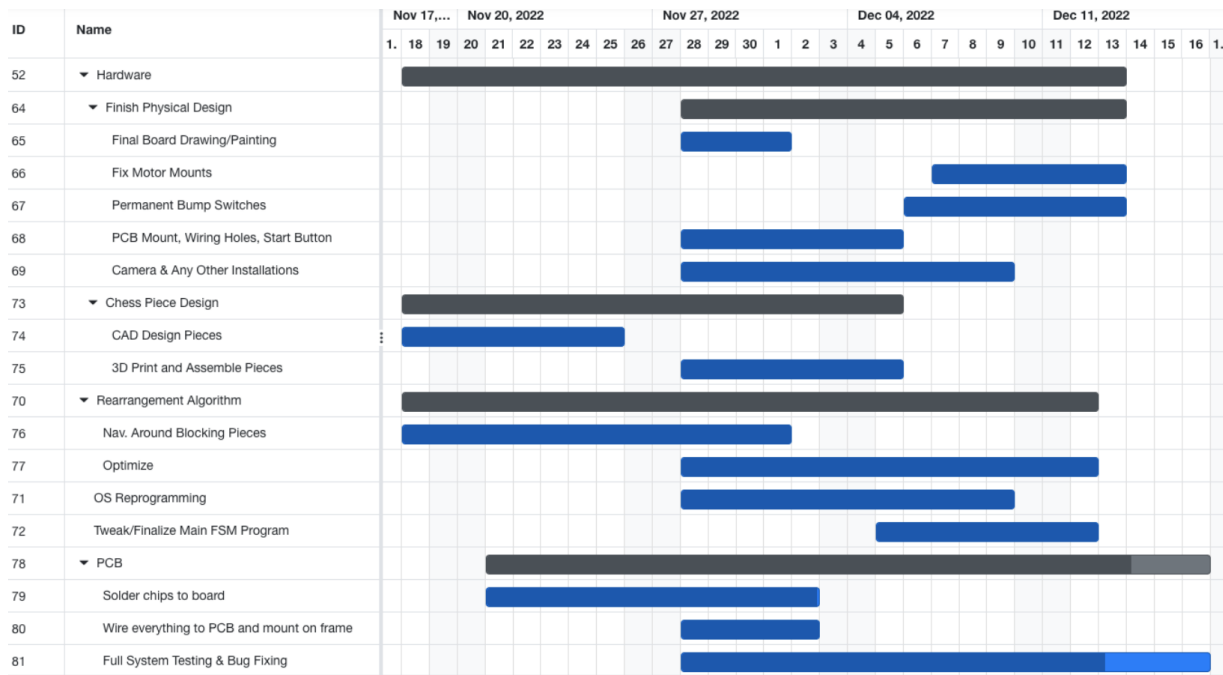 ID Name Nov 17,... Nov 20, 2022 Nov 27, 2022 Dec 04, 2022 Dec 11, 2022
1. 18 19 20 21 22 23 24 25 26 27 28 29 30 1 2 3 4 5 6 7 8 9 10 11 12 13 14 15 16 1.
52 Hardware
64 Finish Physical Design
65 Final Board Drawing/Painting
66 Fix Motor Mounts
67 Permanent Bump Switches
68 PCB Mount, Wiring Holes, Start Button
69 Camera & Any Other Installations
73 Chess Piece Design
74 CAD Design Pieces
75 3D Print and Assemble Pieces
70 Rearrangement Algorithm
76 Nav. Around Blocking Pieces
77 Optimize
71 OS Reprogramming
72 Tweak/Finalize Main FSM Program
78 PCB
79 Solder chips to board
80 Wire everything to PCB and mount on frame
81 Full System Testing & Bug Fixing